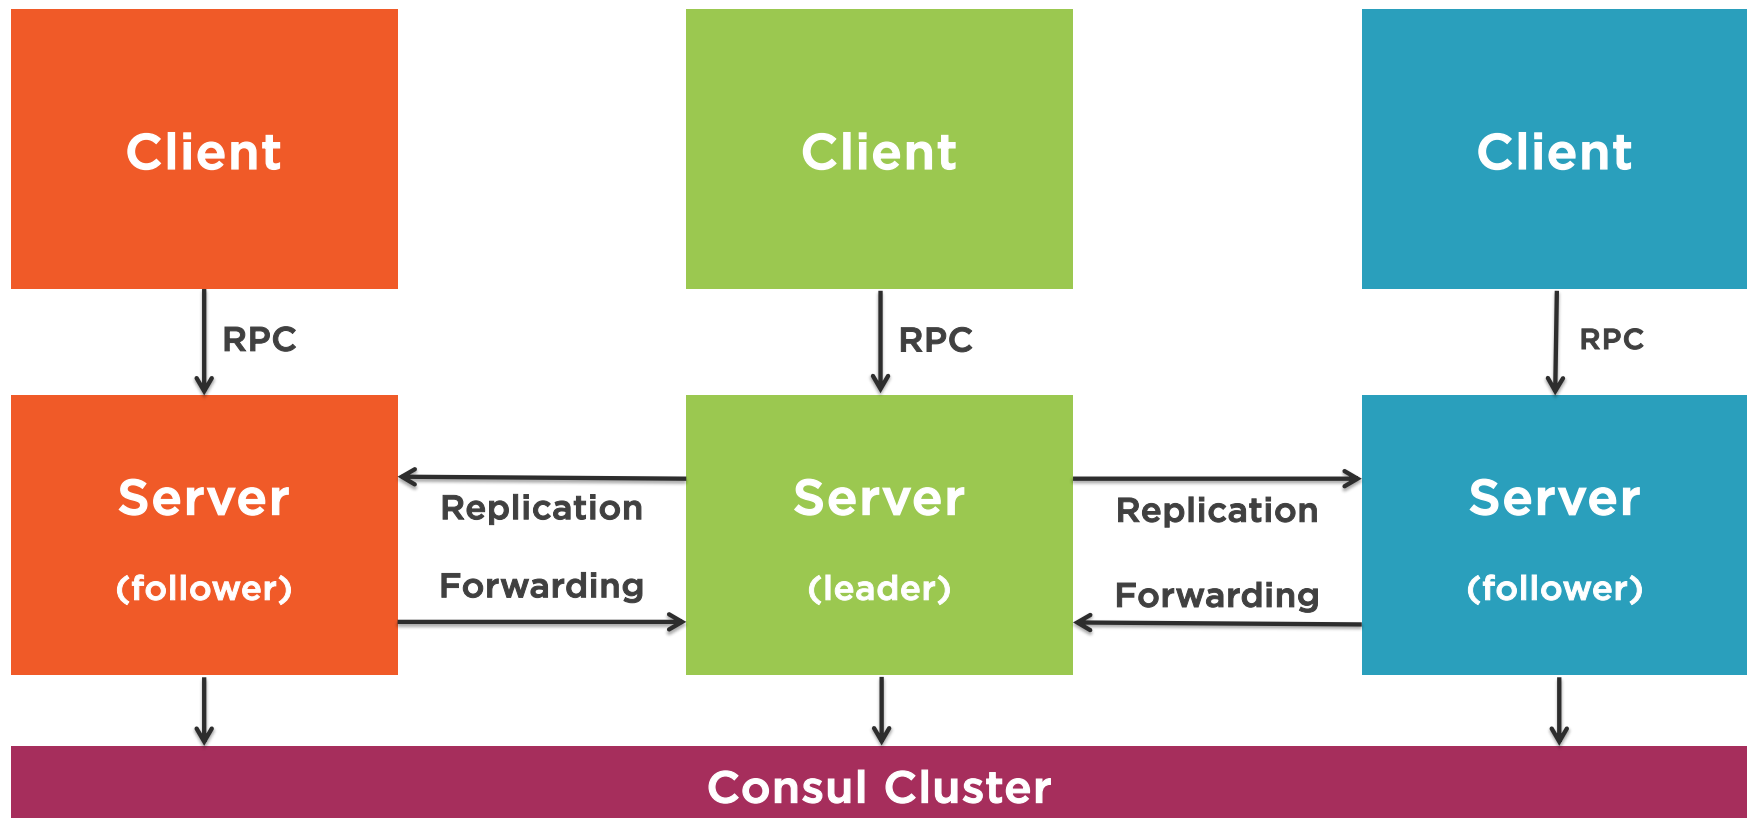 Client
Client
Client
RPC
RPC
RPC
Server
(follower)
Replication
Forwarding
Server
(leader)
Replication
Forwarding
Server
(follower)
Consul Cluster